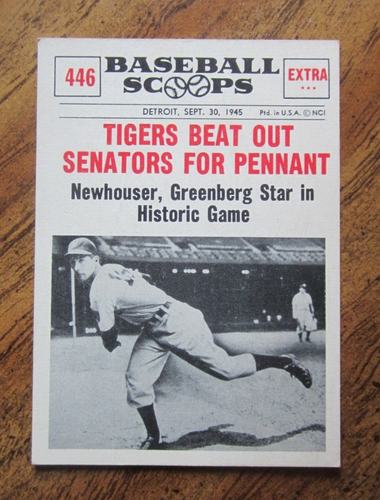 446
BASEBALL
SCOOPS
EXTRA
DETROIT, SEPT. 30, 1945 Ptd. in U.S.A. © NCI
TIGERS BEAT OUT
SENATORS FOR PENNANT
Newhouser, Greenberg Star in
Historic Game